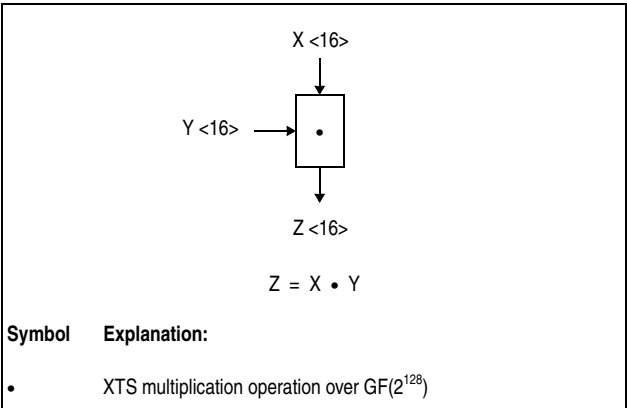 X <16>
Y <16>
•
Z <16>
Z = X • Y
Symbol Explanation:
• XTS multiplication operation over GF(2^128)